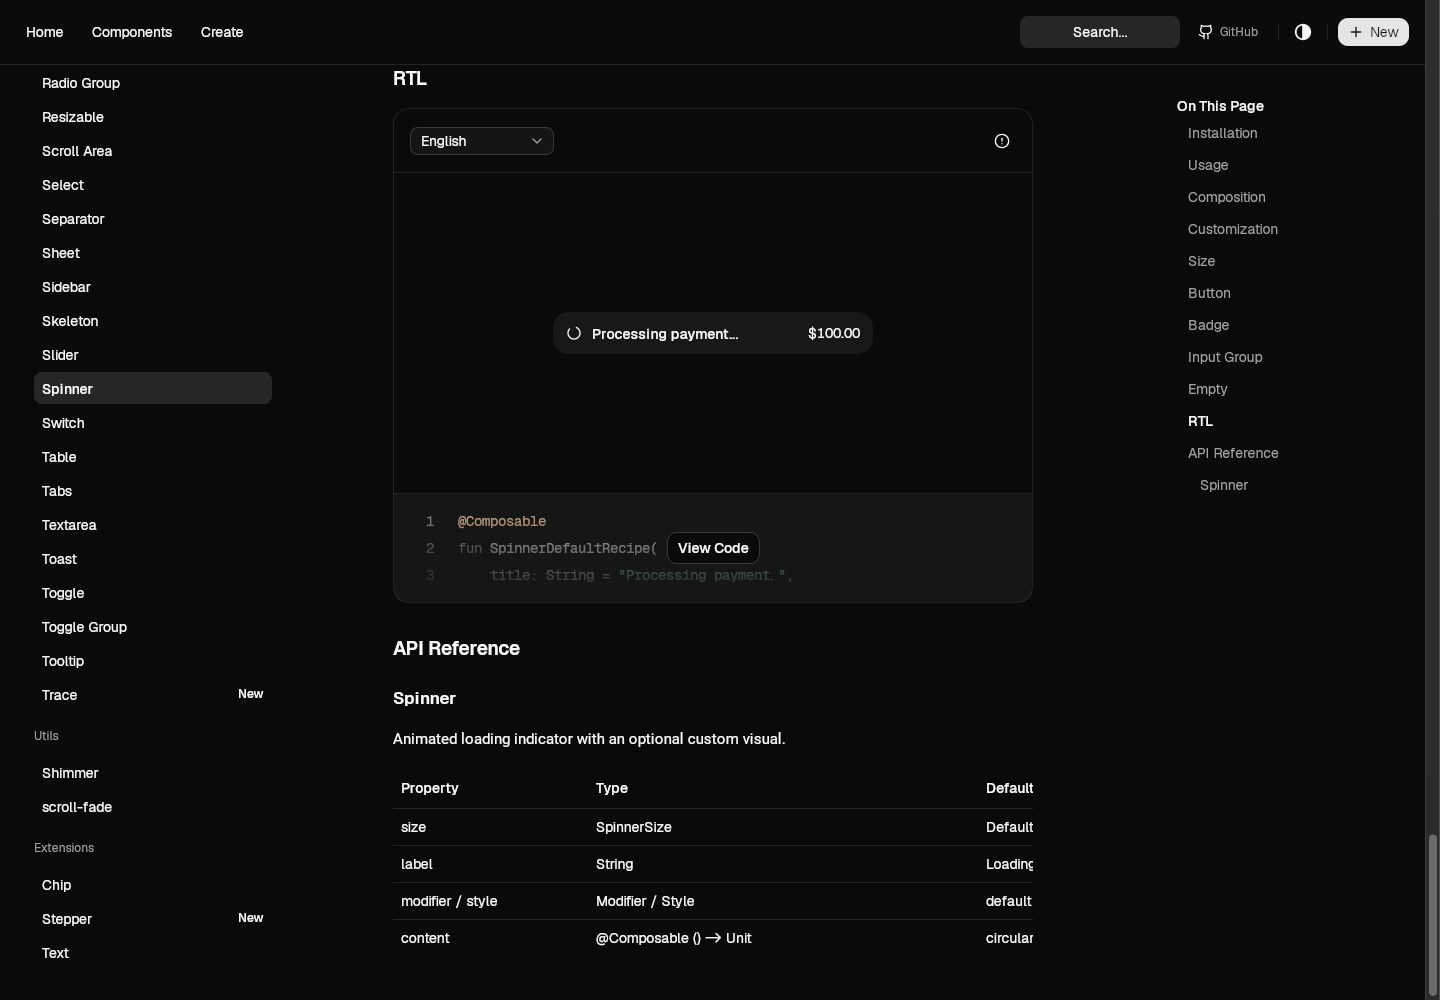 Home
Components
Create
Search...
GitHub
New
Radio Group
Resizable
Scroll Area
Select
Separator
Sheet
Sidebar
Skeleton
Slider
Spinner
Switch
Table
Tabs
Textarea
Toast
Toggle
Toggle Group
Tooltip
Trace New
Utils
Shimmer
scroll-fade
Extensions
Chip
Stepper New
Text
RTL
English
Processing payment... $100.00
1 @Composable
2 fun SpinnerDefaultRecipe(
View Code
3 title: String = "Processing payment…",
API Reference
Spinner
Animated loading indicator with an optional custom visual.
Property Type Default
size SpinnerSize Default
label String Loading
modifier / style Modifier / Style default
content @Composable () -> Unit circular
On This Page
Installation
Usage
Composition
Customization
Size
Button
Badge
Input Group
Empty
RTL
API Reference
Spinner